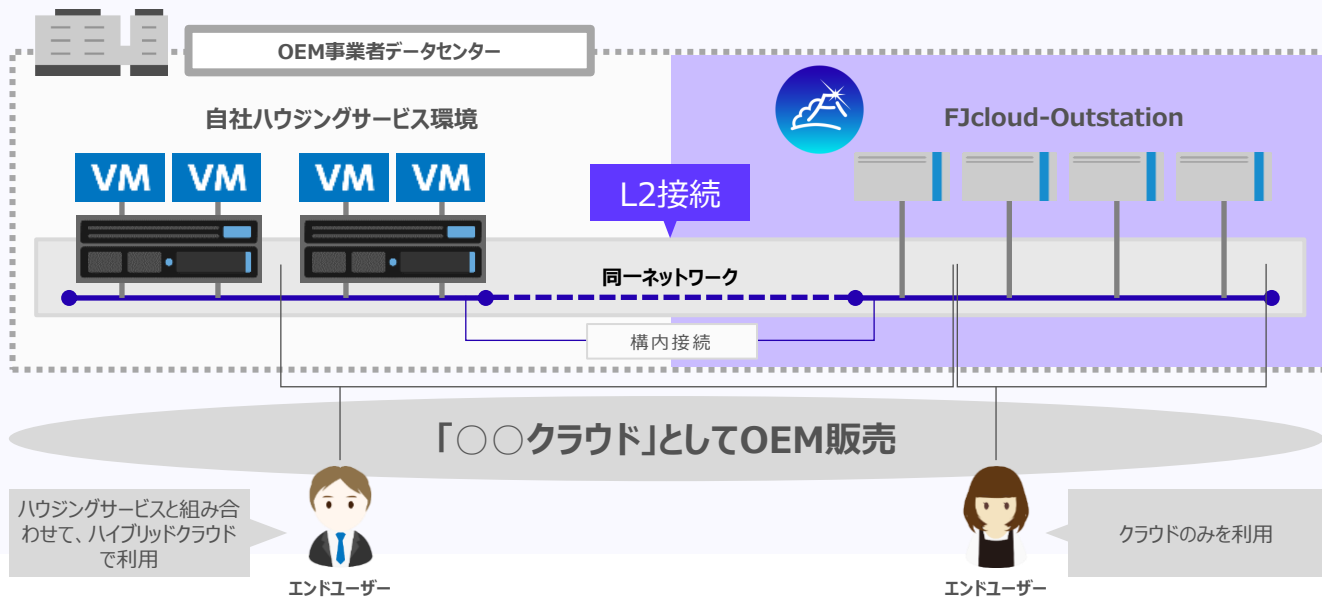 OEM事業者データセンター
自社ハウジングサービス環境
FJcloud-Outstation
VM
VM
VM
VM
L2接続
同一ネットワーク
構内接続
「○○クラウド」としてOEM販売
ハウジングサービスと組み合
わせて、ハイブリッドクラウド
で利用
クラウドのみを利用
エンドユーザー
エンドユーザー